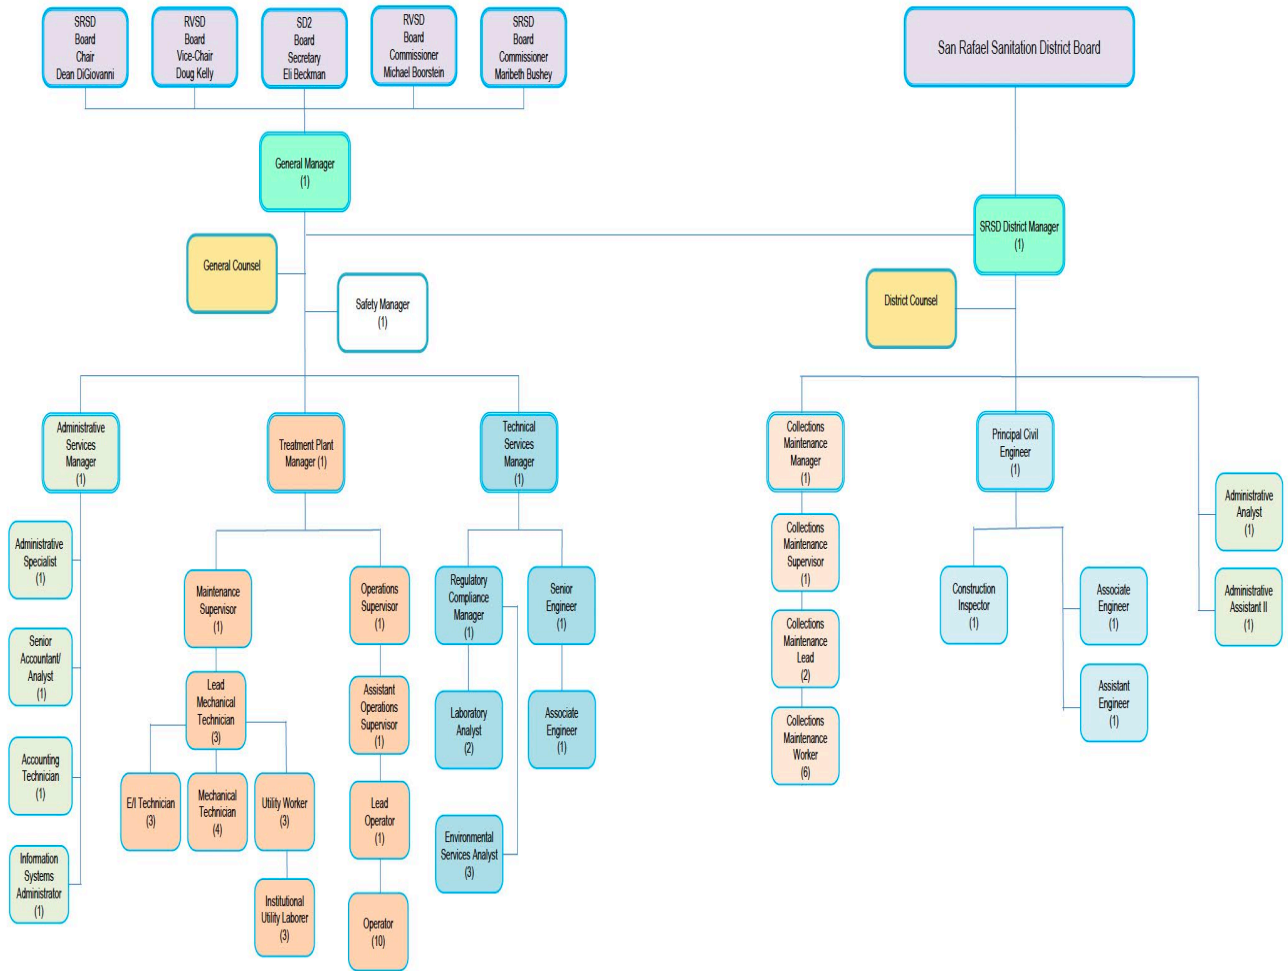 SRSD
Board
Chair
Dean DiGiovanni
RVSD
Board
Vice-Chair
Doug Kelly
SD2
Board
Secretary
Eli Beckman
RVSD
Board
Commissioner
Michael Boorstein
SRSD
Board
Commissioner
Maribeth Bushey
San Rafael Sanitation District Board
General Manager
(1)
SRSD District Manager
(1)
General Counsel
Safety Manager
(1)
District Counsel
Administrative
Services
Manager
(1)
Treatment Plant
Manager (1)
Technical
Services
Manager
(1)
Collections
Maintenance
Manager
(1)
Principal Civil
Engineer
(1)
Administrative
Analyst
(1)
Administrative
Specialist
(1)
Maintenance
Supervisor
(1)
Operations
Supervisor
(1)
Regulatory
Compliance
Manager
(1)
Senior
Engineer
(1)
Collections
Maintenance
Supervisor
(1)
Construction
Inspector
(1)
Associate
Engineer
(1)
Administrative
Assistant II
(1)
Senior
Accountant/
Analyst
(1)
Lead
Mechanical
Technician
(3)
Assistant
Operations
Supervisor
(1)
Laboratory
Analyst
(2)
Associate
Engineer
(1)
Collections
Maintenance
Lead
(2)
Assistant
Engineer
(1)
Accounting
Technician
(1)
E/I Technician
(3)
Mechanical
Technician
(4)
Utility Worker
(3)
Lead
Operator
(1)
Collections
Maintenance
Worker
(6)
Environmental
Services Analyst
(3)
Information
Systems
Administrator
(1)
Institutional
Utility Laborer
(3)
Operator
(10)